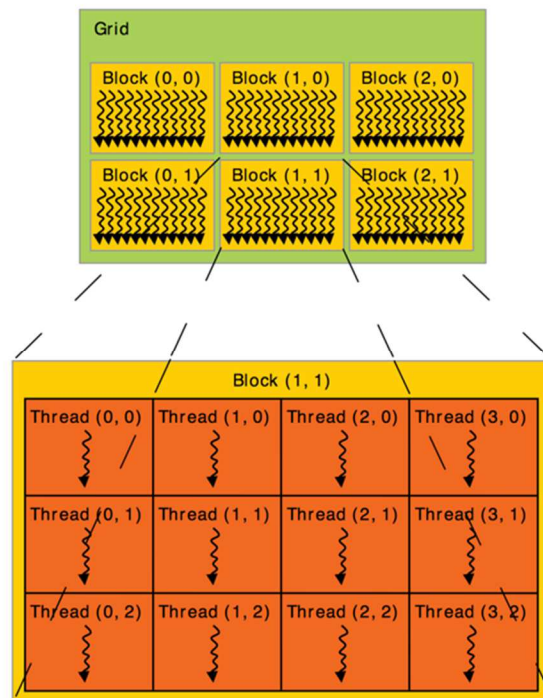 Grid
Block (0, 0) Block (1, 0) Block (2, 0)
Block (0, 1) Block (1, 1) Block (2, 1)
Block (1, 1)
Thread (0, 0) Thread (1, 0) Thread (2, 0) Thread (3, 0)
Thread (0, 1) Thread (1, 1) Thread (2, 1) Thread (3, 1)
Thread (0, 2) Thread (1, 2) Thread (2, 2) Thread (3, 2)